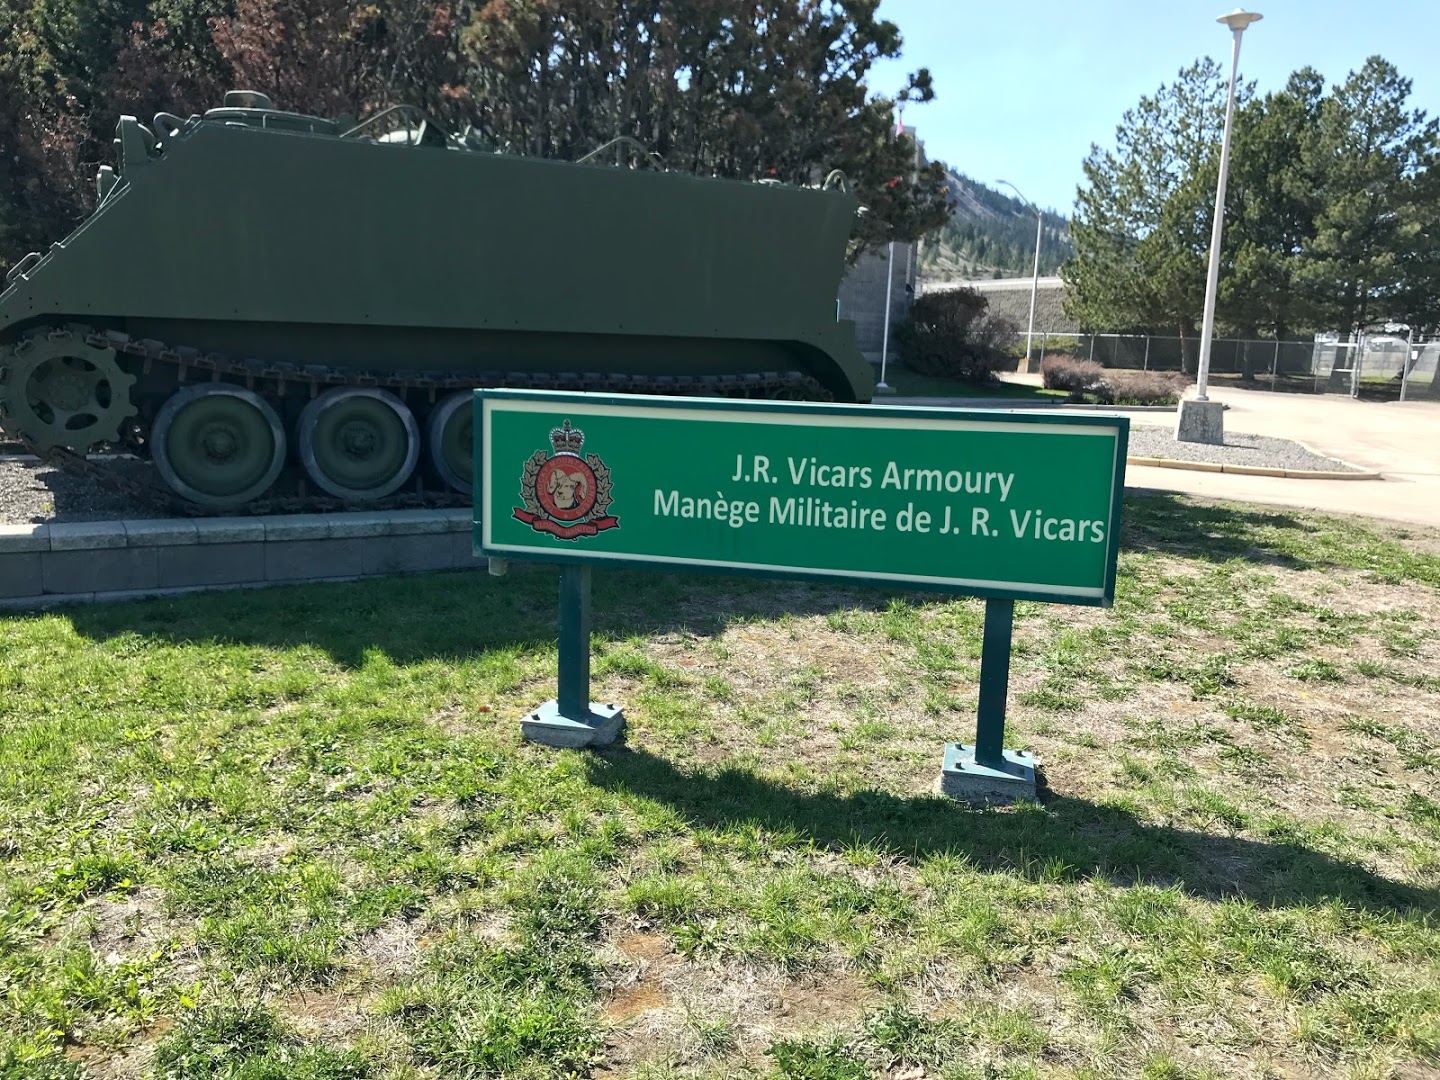 J.R. Vicars Armoury
Manège Militaire de J. R. Vicars